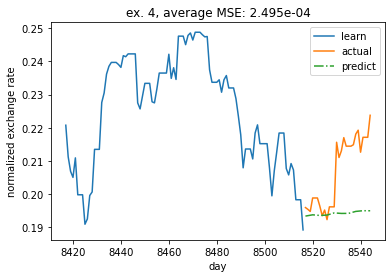 ex. 4, average MSE: 2.495e-04
learn
actual
predict
normalized exchange rate
0.25
0.24
0.23
0.22
0.21
0.20
0.19
8420 8440 8460 8480 8500 8520 8540
day